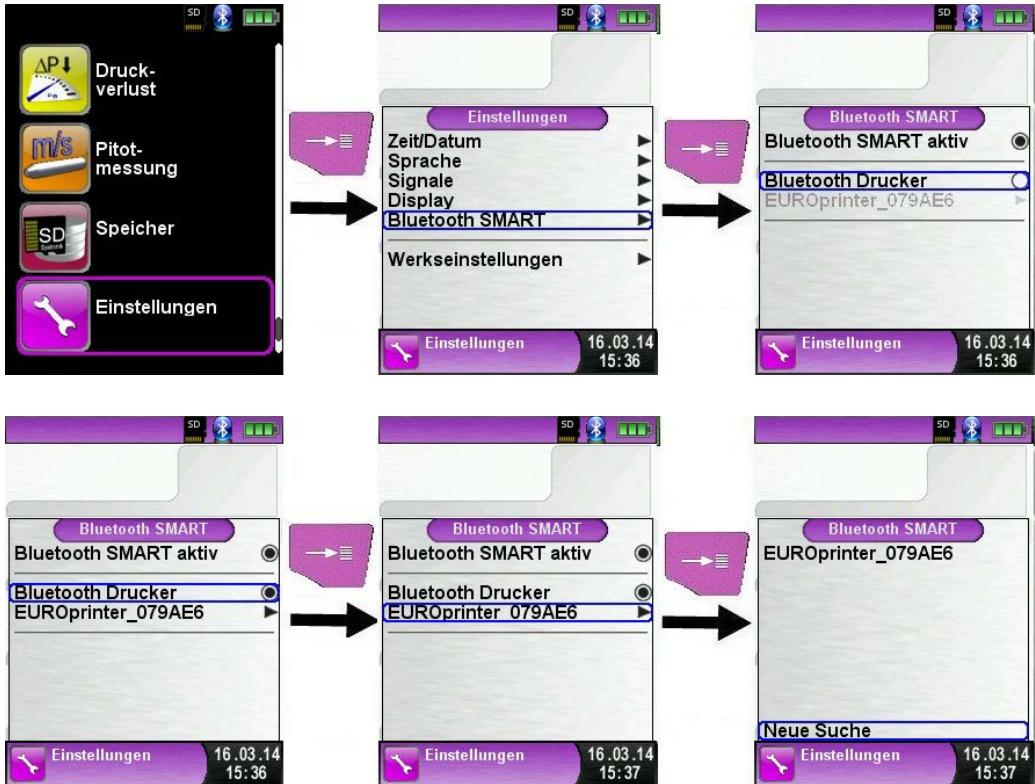 SD
ΔP↓
Druck-
verlust
m/s
Pitot-
messung
SD
Speicher
Einstellungen
SD
Einstellungen
Zeit/Datum
Sprache
Signale
Display
Bluetooth SMART
Werkseinstellungen
Einstellungen
16.03.14
15:36
SD
Bluetooth SMART
Bluetooth SMART aktiv
Bluetooth Drucker
EUROprinter_079AE6
Einstellungen
16.03.14
15:36
SD
Bluetooth SMART
Bluetooth SMART aktiv
Bluetooth Drucker
EUROprinter_079AE6
Einstellungen
16.03.14
15:36
SD
Bluetooth SMART
Bluetooth SMART aktiv
Bluetooth Drucker
EUROprinter_079AE6
Einstellungen
16.03.14
15:37
SD
Bluetooth SMART
EUROprinter_079AE6
Neue Suche
Einstellungen
16.03.14
15:37